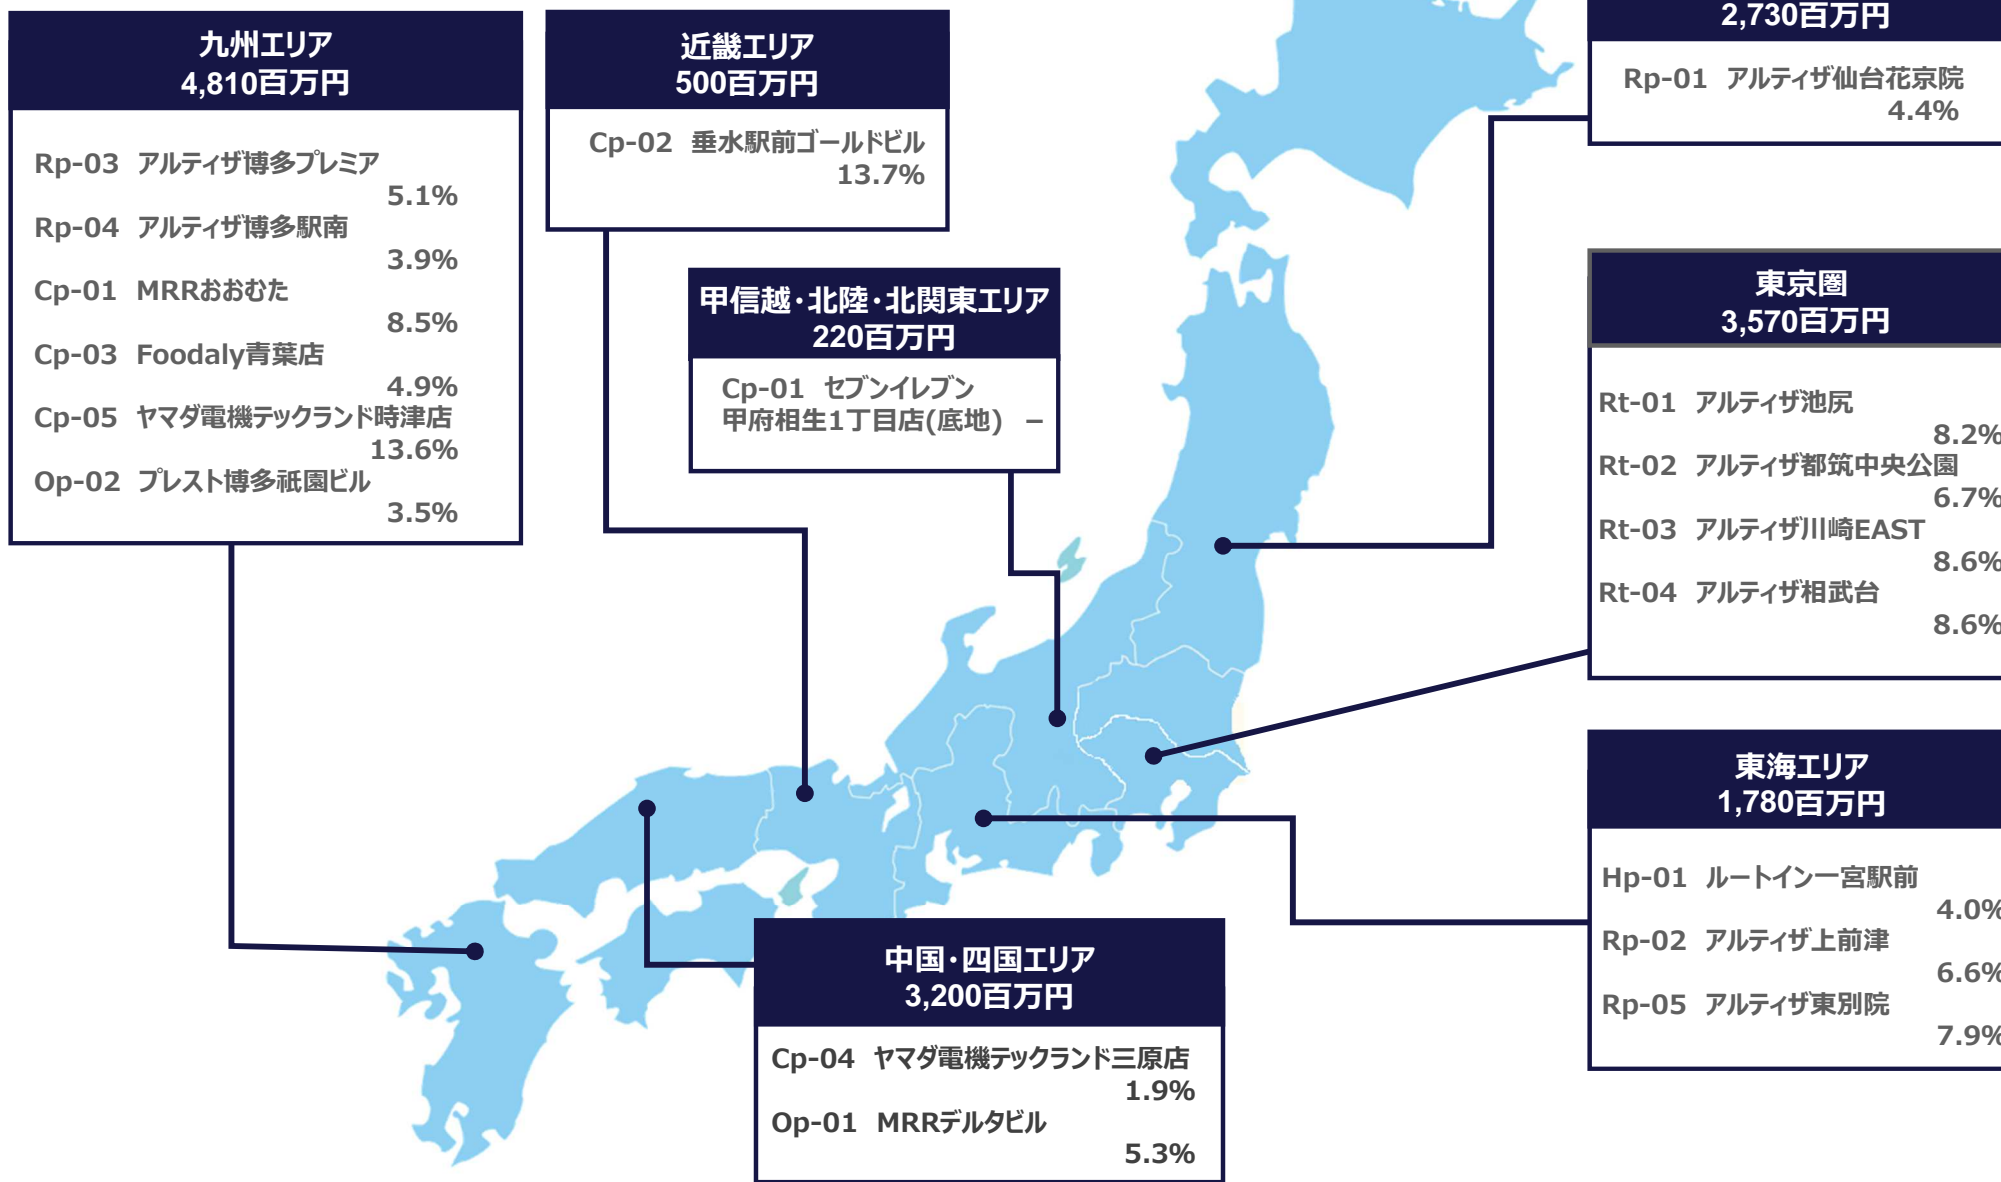 九州エリア
4,810百万円
Rp-03 アルティザ博多プレミア
5.1%
Rp-04 アルティザ博多駅南
3.9%
Cp-01 MRRおおむた
8.5%
Cp-03 Foodaly青葉店
4.9%
Cp-05 ヤマダ電機テックランド時津店
13.6%
Op-02 プレスト博多祇園ビル
3.5%
近畿エリア
500百万円
Cp-02 垂水駅前ゴールドビル
13.7%
甲信越・北陸・北関東エリア
220百万円
Cp-01 セブンイレブン
甲府相生1丁目店(底地) –
2,730百万円
Rp-01 アルティザ仙台花京院
4.4%
東京圏
3,570百万円
Rt-01 アルティザ池尻
8.2%
Rt-02 アルティザ都筑中央公園
6.7%
Rt-03 アルティザ川崎EAST
8.6%
Rt-04 アルティザ相武台
8.6%
東海エリア
1,780百万円
Hp-01 ルートイン一宮駅前
4.0%
Rp-02 アルティザ上前津
6.6%
Rp-05 アルティザ東別院
7.9%
中国・四国エリア
3,200百万円
Cp-04 ヤマダ電機テックランド三原店
1.9%
Op-01 MRRデルタビル
5.3%